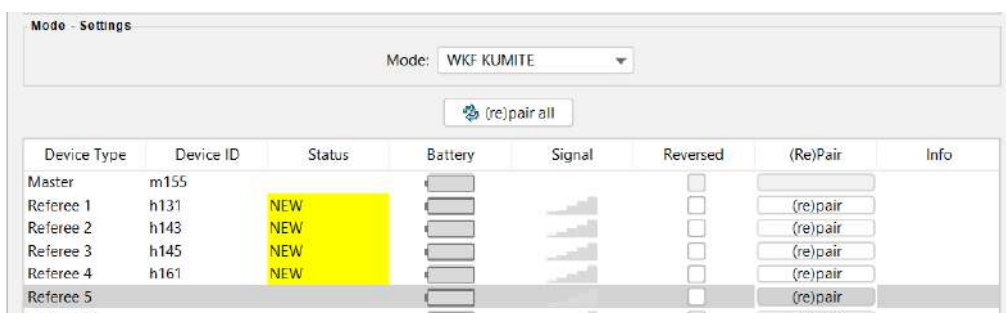 Mode - Settings
Mode: WKF KUMITE
(re)pair all
Device Type Device ID Status Battery Signal Reversed (Re)Pair Info
Master m155
Referee 1 h131 NEW (re)pair
Referee 2 h143 NEW (re)pair
Referee 3 h145 NEW (re)pair
Referee 4 h161 NEW (re)pair
Referee 5 (re)pair